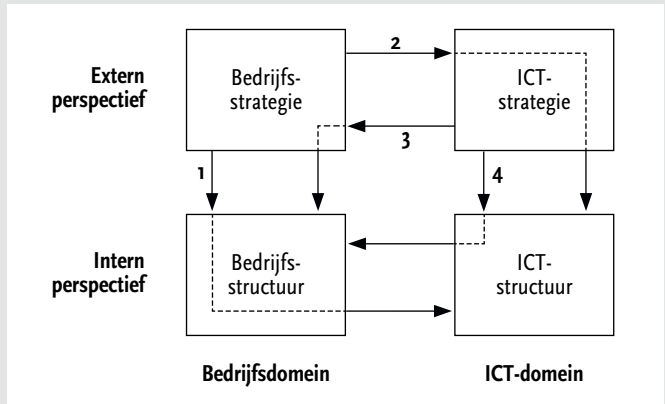 2
Extern
perspectief
Bedrijfs-
strategie
ICT-
strategie
3
1
4
Intern
perspectief
Bedrijfs-
structuur
ICT-
structuur
Bedrijfsdomein
ICT-domein